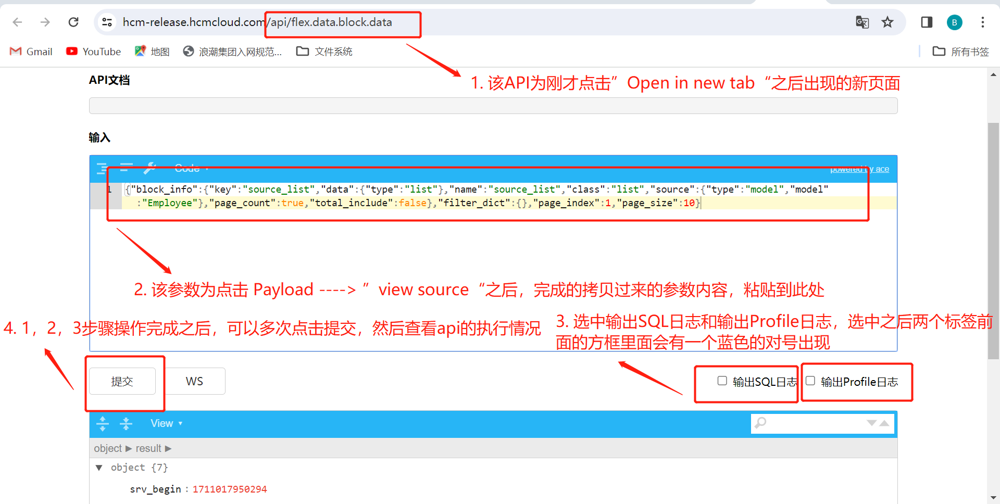 hcm-release.hcmcloud.com/api/flex.data.block.data
B
Gmail YouTube 地图 浪潮集团入网规范... 文件系统 所有书签
API文档
1. 该API为刚才点击”Open in new tab“之后出现的新页面
输入
Code
powered by ace
1 {"block_info":{"key":"source_list","data":{"type":"list"},"name":"source_list","class":"list","source":{"type":"model","model"
:"Employee"},"page_count":true,"total_include":false},"filter_dict":{},"page_index":1,"page_size":10}
2. 该参数为点击 Payload ----> ”view source“之后，完成的拷贝过来的参数内容，粘贴到此处
4. 1，2，3步骤操作完成之后，可以多次点击提交，然后查看api的执行情况
3. 选中输出SQL日志和输出Profile日志，选中之后两个标签前
面的方框里面会有一个蓝色的对号出现
提交 WS 输出SQL日志 输出Profile日志
View
object ► result ►
object {7}
srv_begin : 1711017950294